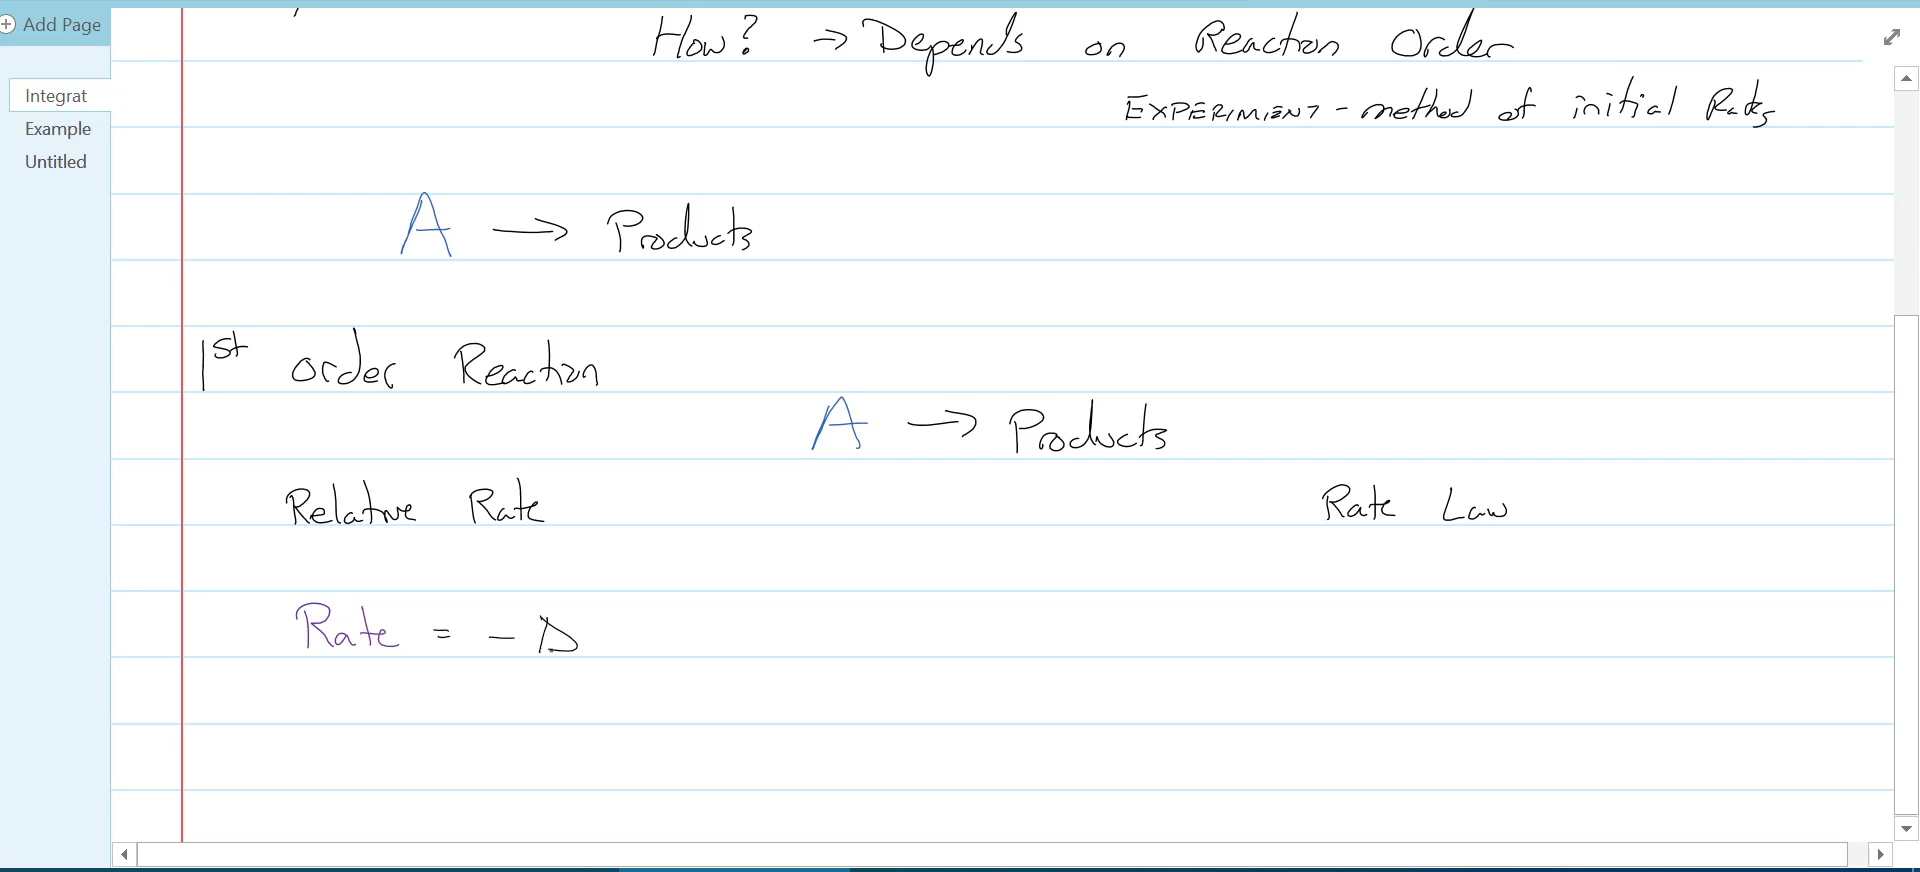 Add Page
Integrat
Example
Untitled
How? → Depends on Reaction Order
EXPERIMENT - method of initial Rates
A → Products
1st order Reaction
A → Products
Relative Rate Rate Law
Rate = - Δ